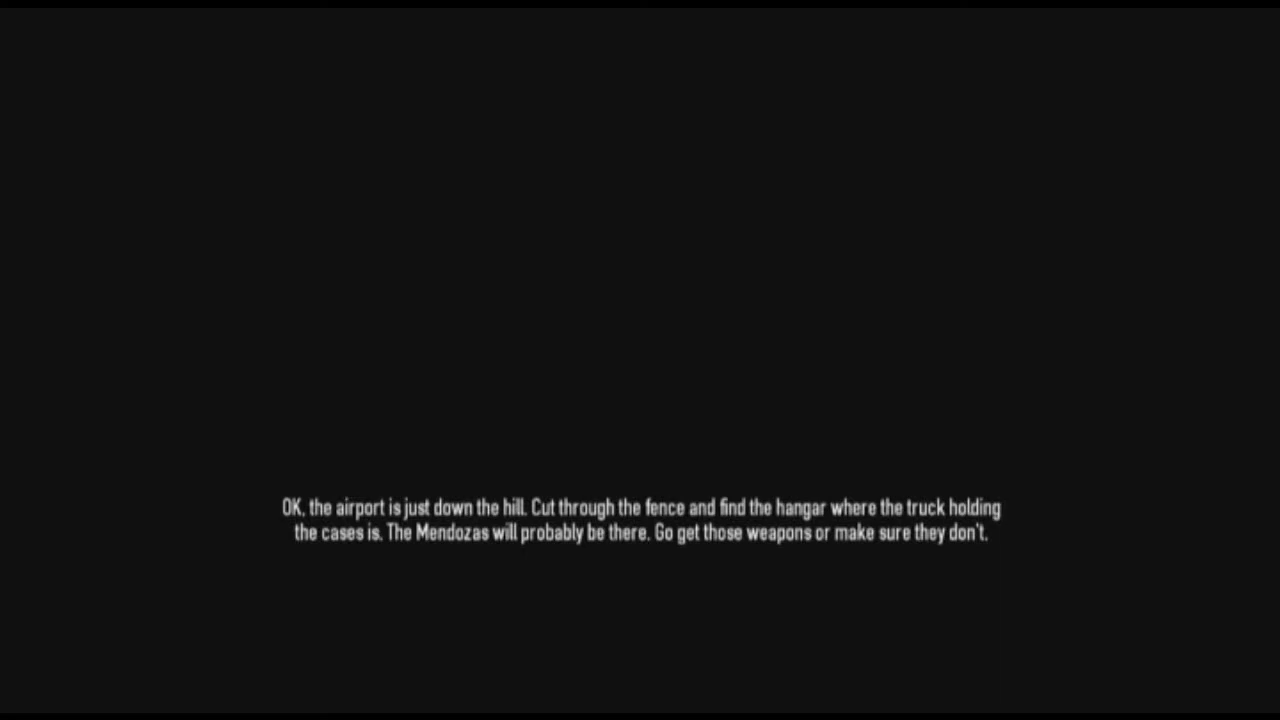 OK, the airport is just down the hill. Cut through the fence and find the hangar where the truck holding
the cases is. The Mendozas will probably be there. Go get those weapons or make sure they don't.